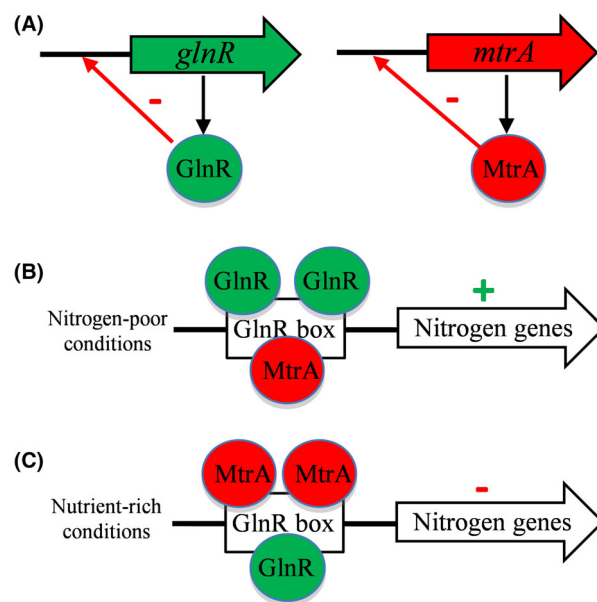 (A)
glnR
mtrA
-
-
GlnR
MtrA
(B)
GlnR
GlnR
+
Nitrogen-poor
conditions
GlnR box
Nitrogen genes
MtrA
(C)
MtrA
MtrA
-
Nutrient-rich
conditions
GlnR box
Nitrogen genes
GlnR